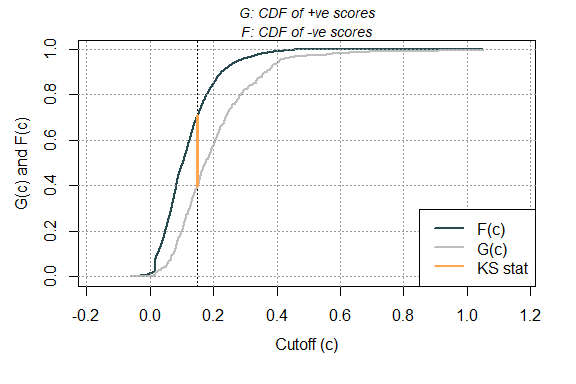 G: CDF of +ve scores
F: CDF of -ve scores
G(c) and F(c)
1.0
0.8
0.6
0.4
0.2
0.0
F(c)
G(c)
KS stat
-0.2 0.0 0.2 0.4 0.6 0.8 1.0 1.2
Cutoff (c)